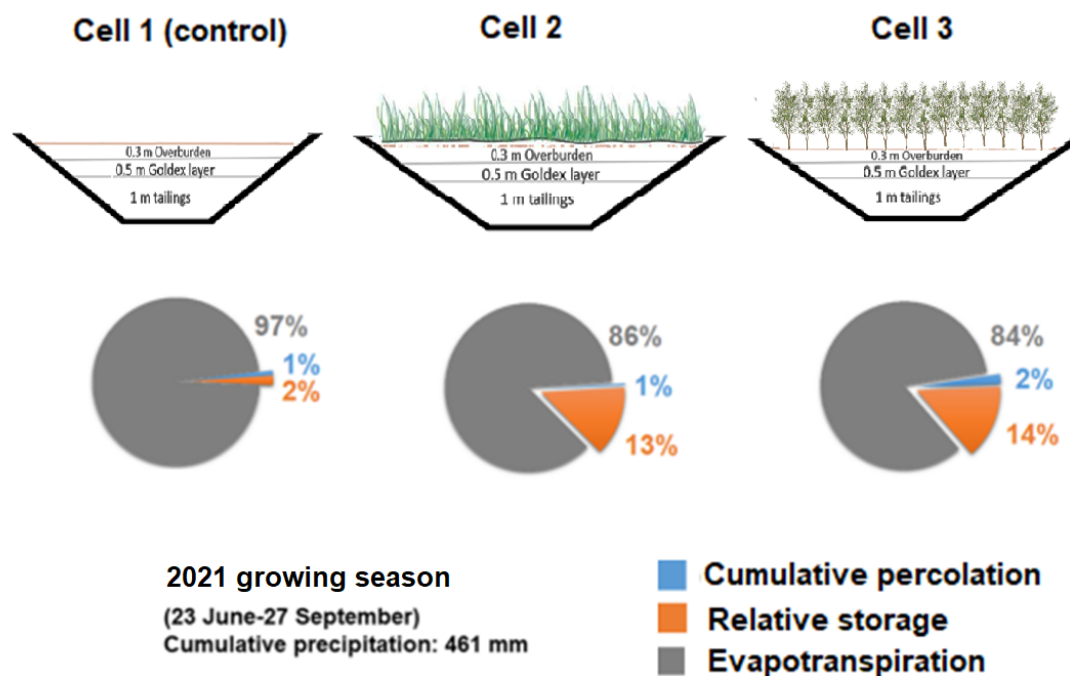 Cell 1 (control)
Cell 2
Cell 3
0.3 m Overburden
0.5 m Goldex layer
1 m tailings
0.3 m Overburden
0.5 m Goldex layer
1 m tailings
0.3 m Overburden
0.5 m Goldex layer
1 m tailings
97%
1%
2%
86%
1%
13%
84%
2%
14%
2021 growing season
(23 June-27 September)
Cumulative precipitation: 461 mm
Cumulative percolation
Relative storage
Evapotranspiration